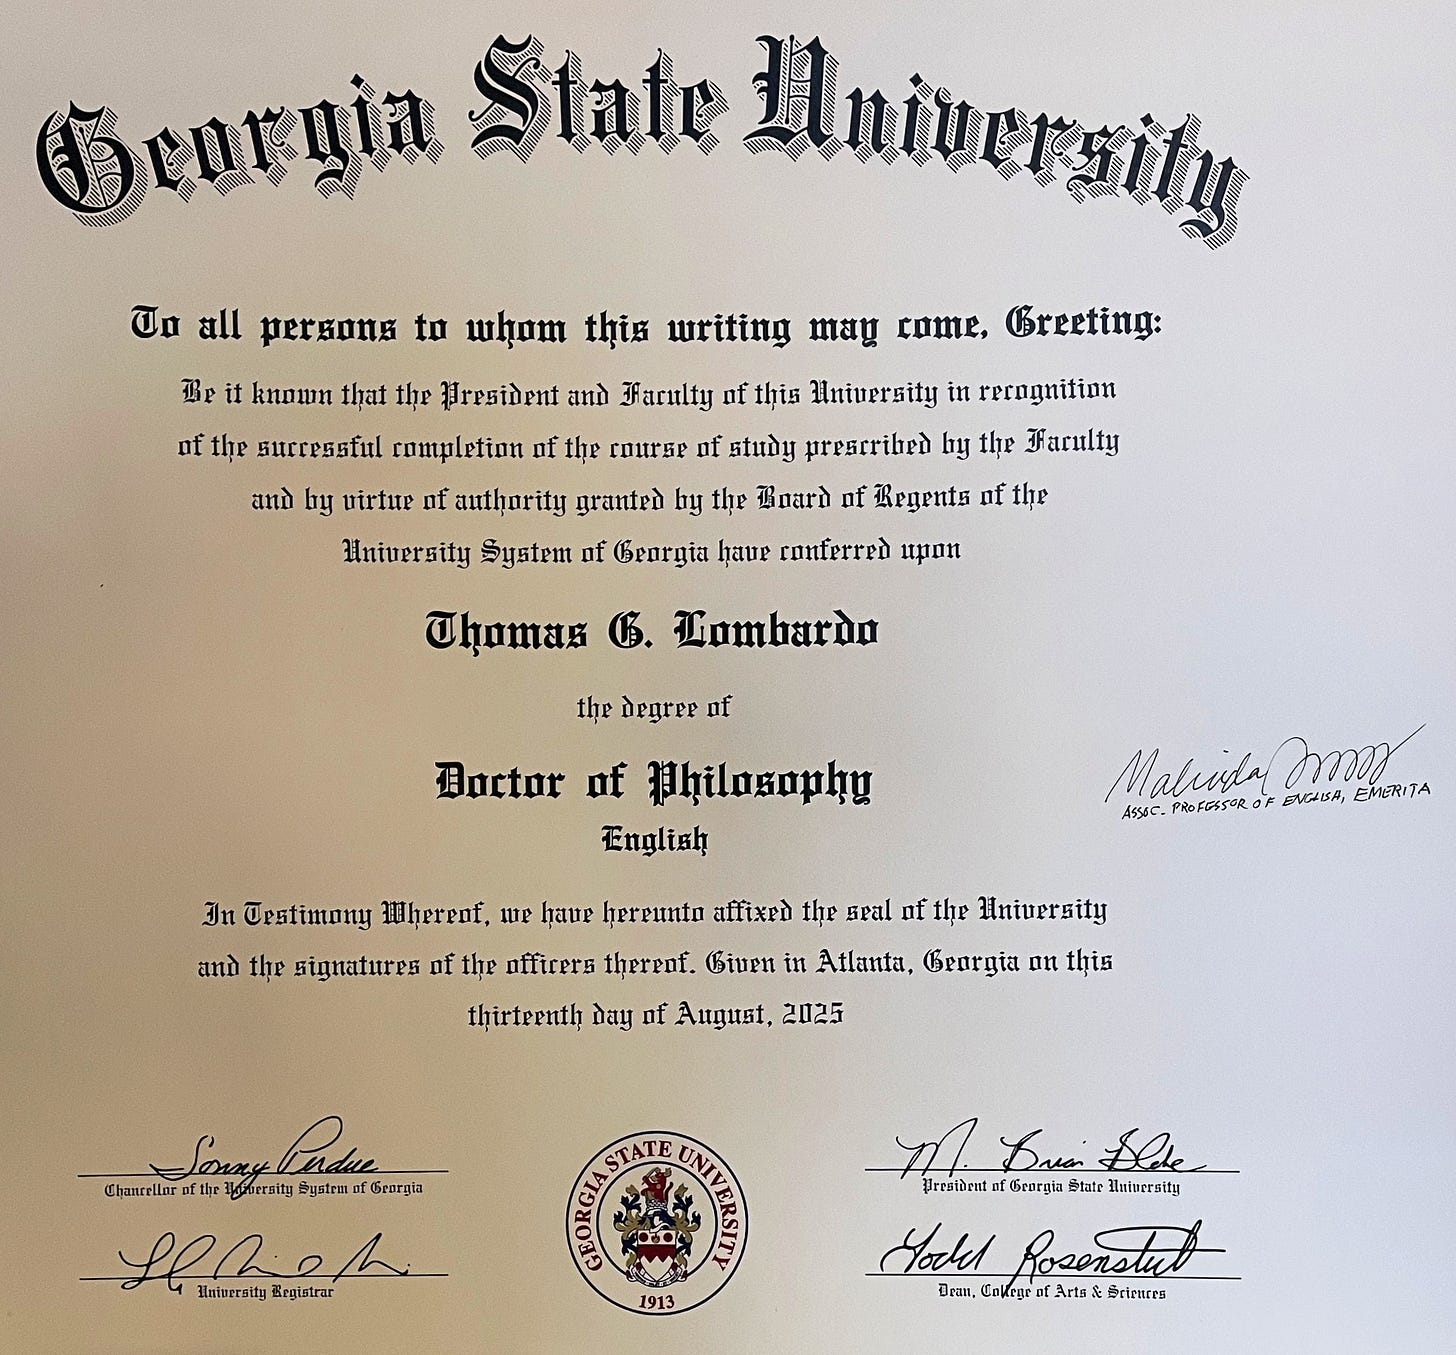 Georgia State University
To all persons to whom this writing may come, Greeting:
Be it known that the President and Faculty of this University in recognition
of the successful completion of the course of study prescribed by the Faculty
and by virtue of authority granted by the Board of Regents of the
University System of Georgia have conferred upon
Thomas G. Lombardo
the degree of
Doctor of Philosophy
English
Malinda
ASSOC. PROFESSOR OF ENGLISH, EMERITA
In Testimony Whereof, we have hereunto affixed the seal of the University
and the signatures of the officers thereof. Given in Atlanta, Georgia on this
thirteenth day of August, 2025
Sonny Perdue
Chancellor of the University System of Georgia
University Registrar
GEORGIA STATE UNIVERSITY
1913
M. Brian Blake
President of Georgia State University
Todd
Dean, College of Arts & Sciences